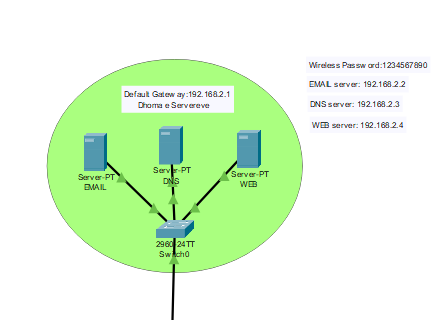 Wireless Password:1234567890
Default Gateway:192.168.2.1
Dhoma e Servereve
EMAIL server: 192.168.2.2
DNS server: 192.168.2.3
WEB server: 192.168.2.4
Server-PT
EMAIL
Server-PT
DNS
Server-PT
WEB
2960-24TT
Switch0